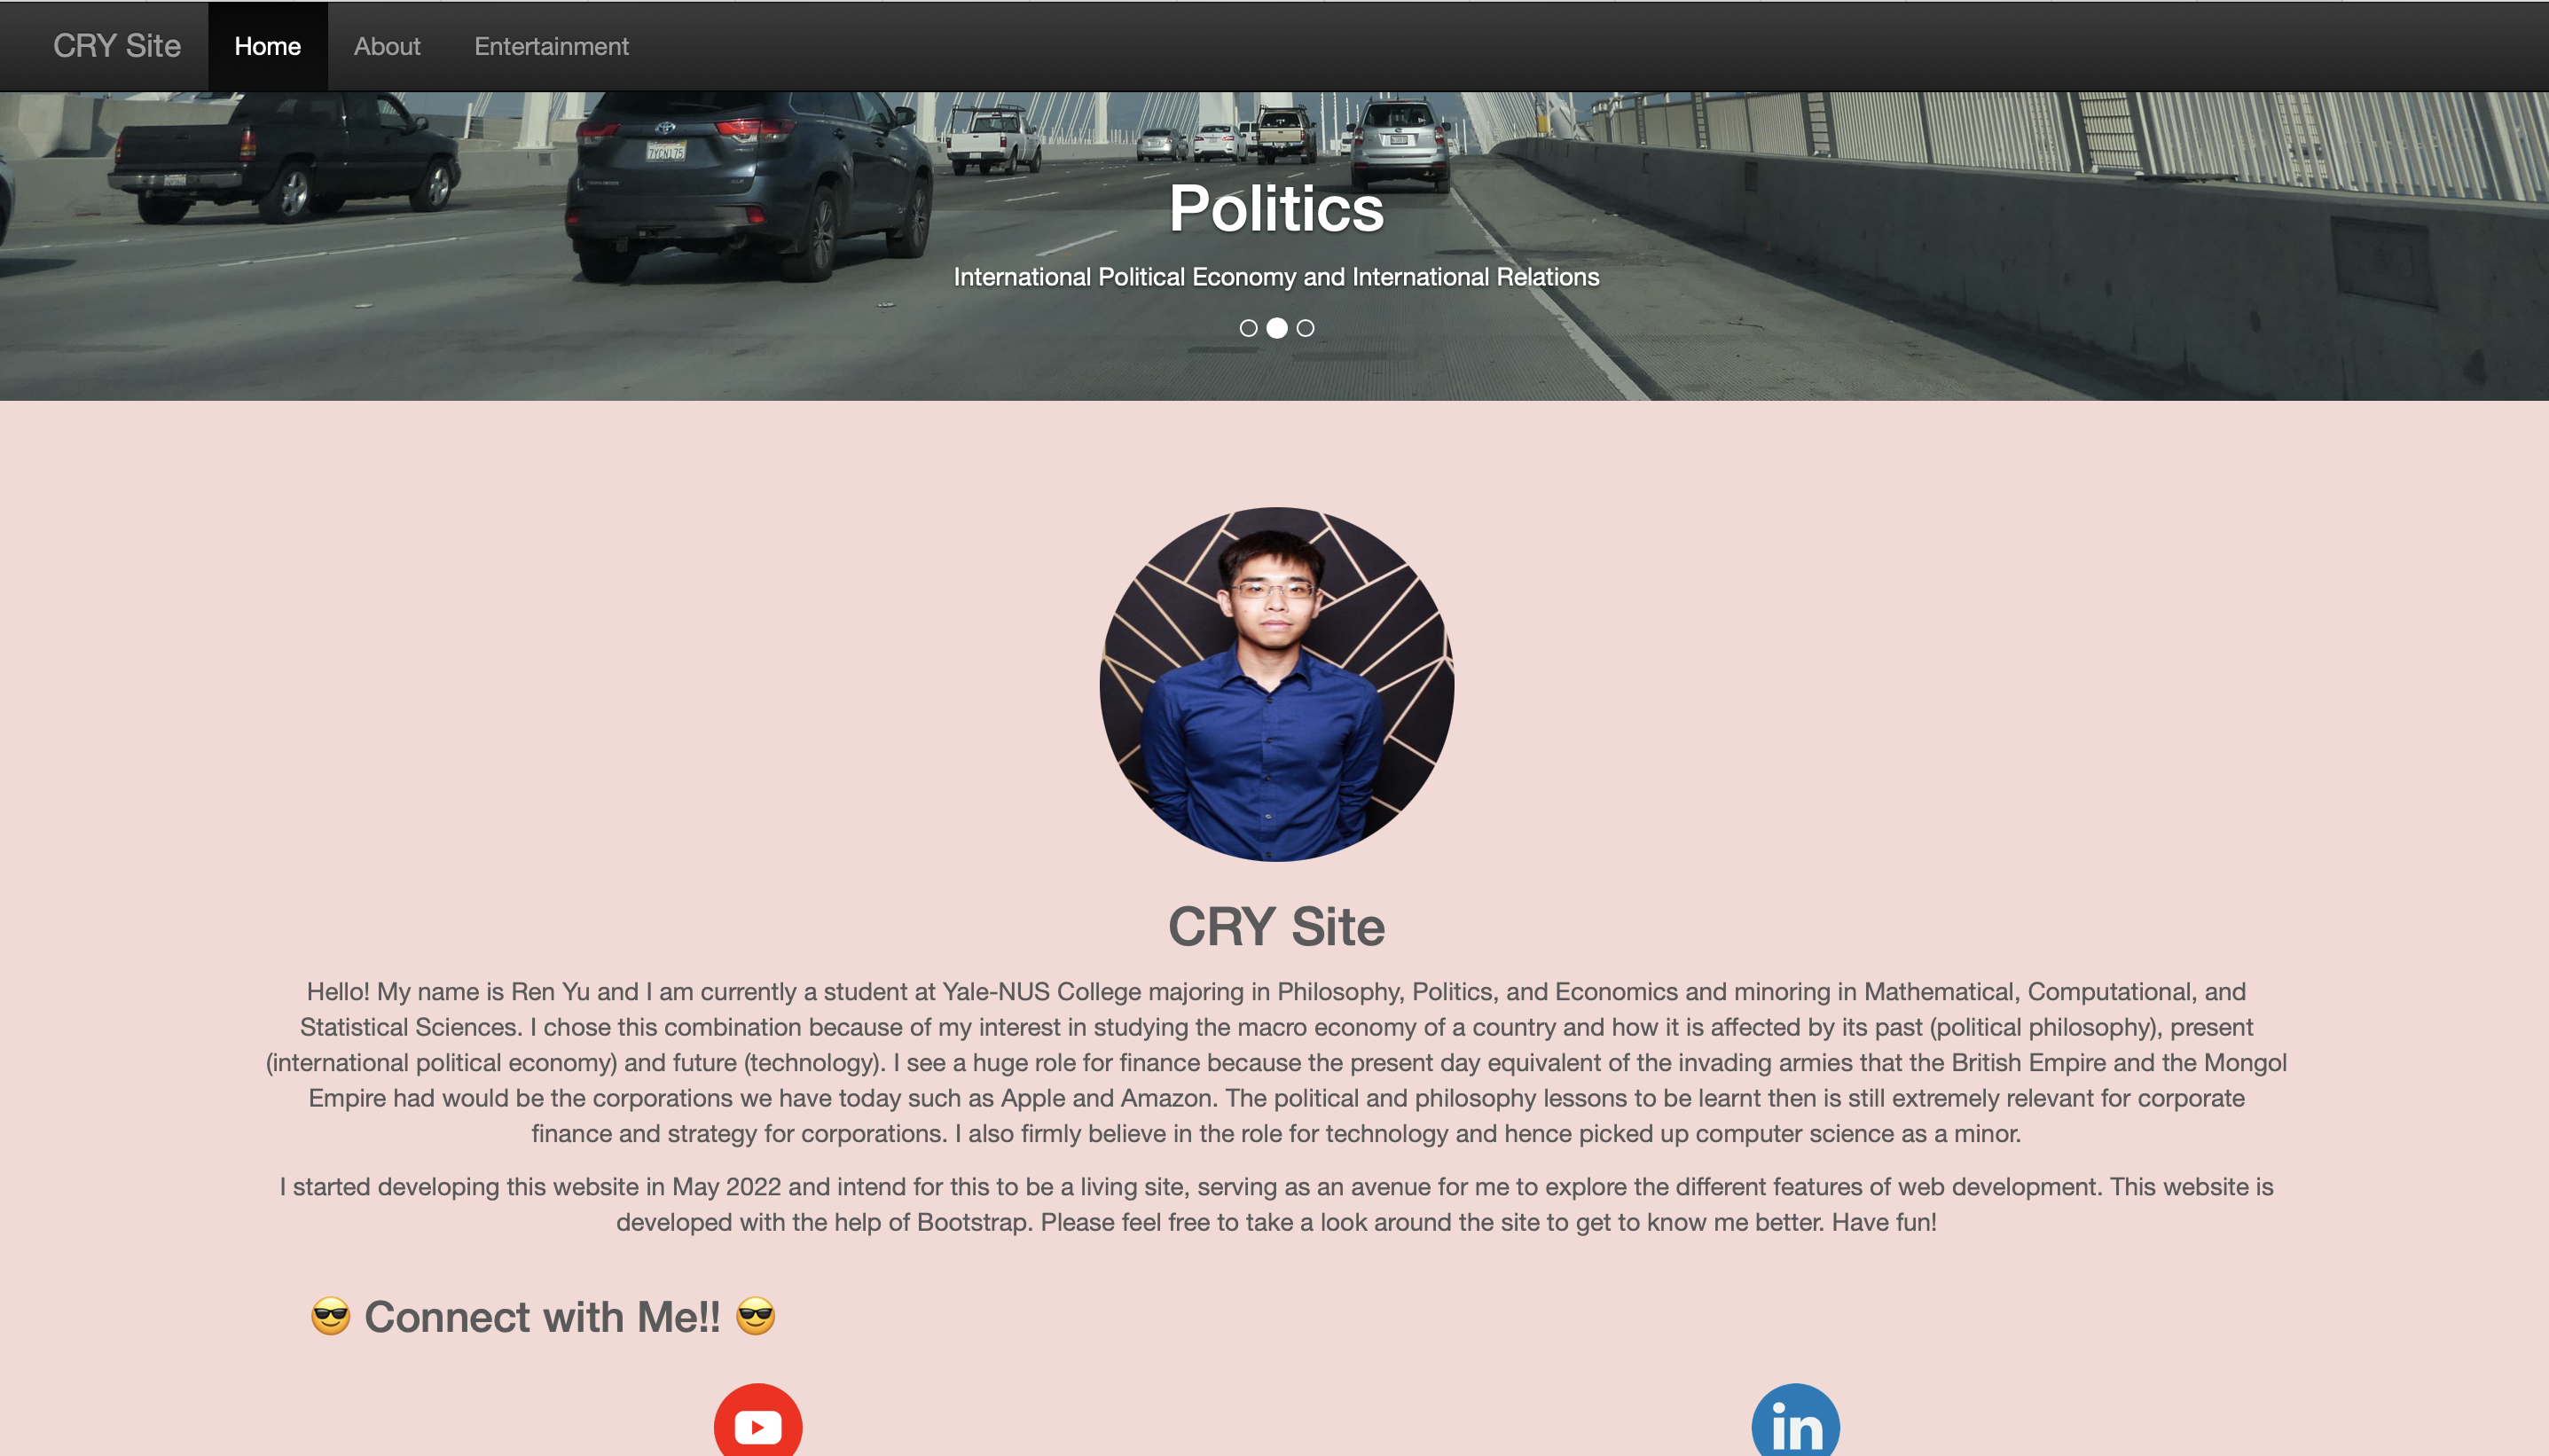 CRY Site Home About Entertainment
7YCNL75
Politics
International Political Economy and International Relations
CRY Site
Hello! My name is Ren Yu and I am currently a student at Yale-NUS College majoring in Philosophy, Politics, and Economics and minoring in Mathematical, Computational, and
Statistical Sciences. I chose this combination because of my interest in studying the macro economy of a country and how it is affected by its past (political philosophy), present
(international political economy) and future (technology). I see a huge role for finance because the present day equivalent of the invading armies that the British Empire and the Mongol
Empire had would be the corporations we have today such as Apple and Amazon. The political and philosophy lessons to be learnt then is still extremely relevant for corporate
finance and strategy for corporations. I also firmly believe in the role for technology and hence picked up computer science as a minor.
I started developing this website in May 2022 and intend for this to be a living site, serving as an avenue for me to explore the different features of web development. This website is
developed with the help of Bootstrap. Please feel free to take a look around the site to get to know me better. Have fun!
😎 Connect with Me!! 😎
in